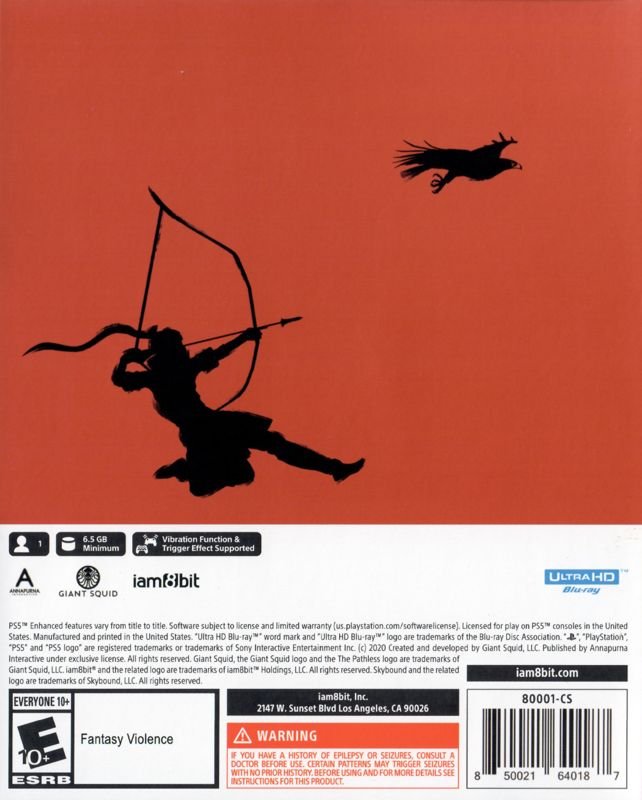 1
6.5 GB
Minimum
Vibration Function &
Trigger Effect Supported
A
ANNAPURNA
INTERACTIVE
GIANT SQUID
iam8bit
ULTRA HD™
Blu-ray
PS5™ Enhanced features vary from title to title. Software subject to license and limited warranty (us.playstation.com/softwarelicense). Licensed for play on PS5™ consoles in the United
States. Manufactured and printed in the United States. "Ultra HD Blu-ray™" word mark and "Ultra HD Blu-ray™" logo are trademarks of the Blu-ray Disc Association. "PS", "PlayStation",
"PS5" and "PS5 logo" are registered trademarks or trademarks of Sony Interactive Entertainment Inc. (c) 2020 Created and developed by Giant Squid, LLC. Published by Annapurna
Interactive under exclusive license. All rights reserved. Giant Squid, the Giant Squid logo and The Pathless logo are trademarks of
Giant Squid, LLC. iam8bit® and the related logo are trademarks of iam8bit™ Holdings, LLC. All rights reserved. Skybound and the related
logo are trademarks of Skybound, LLC. All rights reserved.
iam8bit.com
EVERYONE 10+
E
10+
ESRB
Fantasy Violence
iam8bit, Inc.
2147 W. Sunset Blvd Los Angeles, CA 90026
WARNING
IF YOU HAVE A HISTORY OF EPILEPSY OR SEIZURES, CONSULT A
DOCTOR BEFORE USE. CERTAIN PATTERNS MAY TRIGGER SEIZURES
WITH NO PRIOR HISTORY. BEFORE USING AND FOR MORE DETAILS SEE
INSTRUCTIONS FOR THIS PRODUCT.
80001-CS
8 50021 64018 7